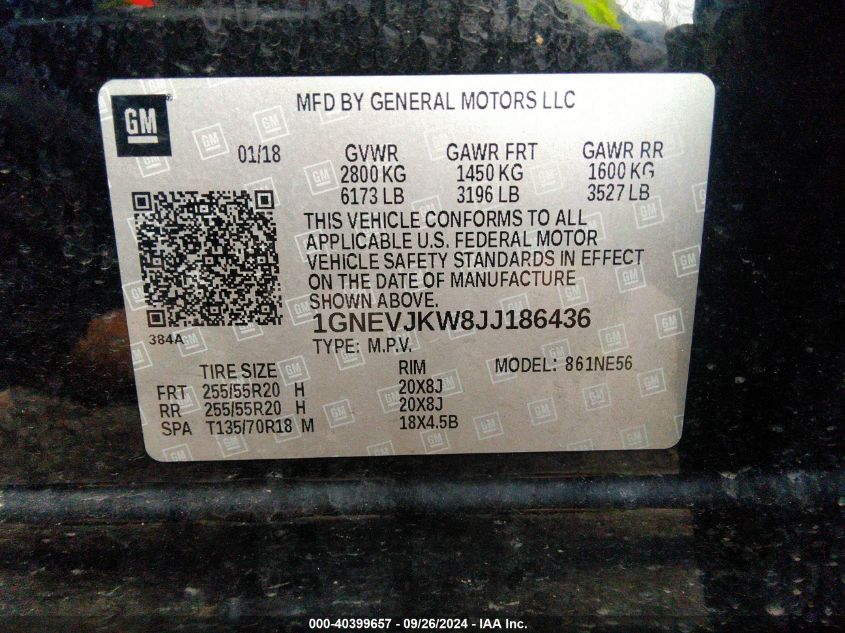 GM
MFD BY GENERAL MOTORS LLC
01/18 GVWR GAWR FRT GAWR RR
2800 KG 1450 KG 1600 KG
6173 LB 3196 LB 3527 LB
THIS VEHICLE CONFORMS TO ALL
APPLICABLE U.S. FEDERAL MOTOR
VEHICLE SAFETY STANDARDS IN EFFECT
ON THE DATE OF MANUFACTURE
SHOWN ABOVE.
1GNEVJKW8JJ186436
384A
TYPE: M.P.V.
TIRE SIZE RIM MODEL: 861NE56
FRT 255/55R20 H 20X8J
RR 255/55R20 H 20X8J
SPA T135/70R18 M 18X4.5B
000-40399657 - 09/26/2024 - IAA Inc.